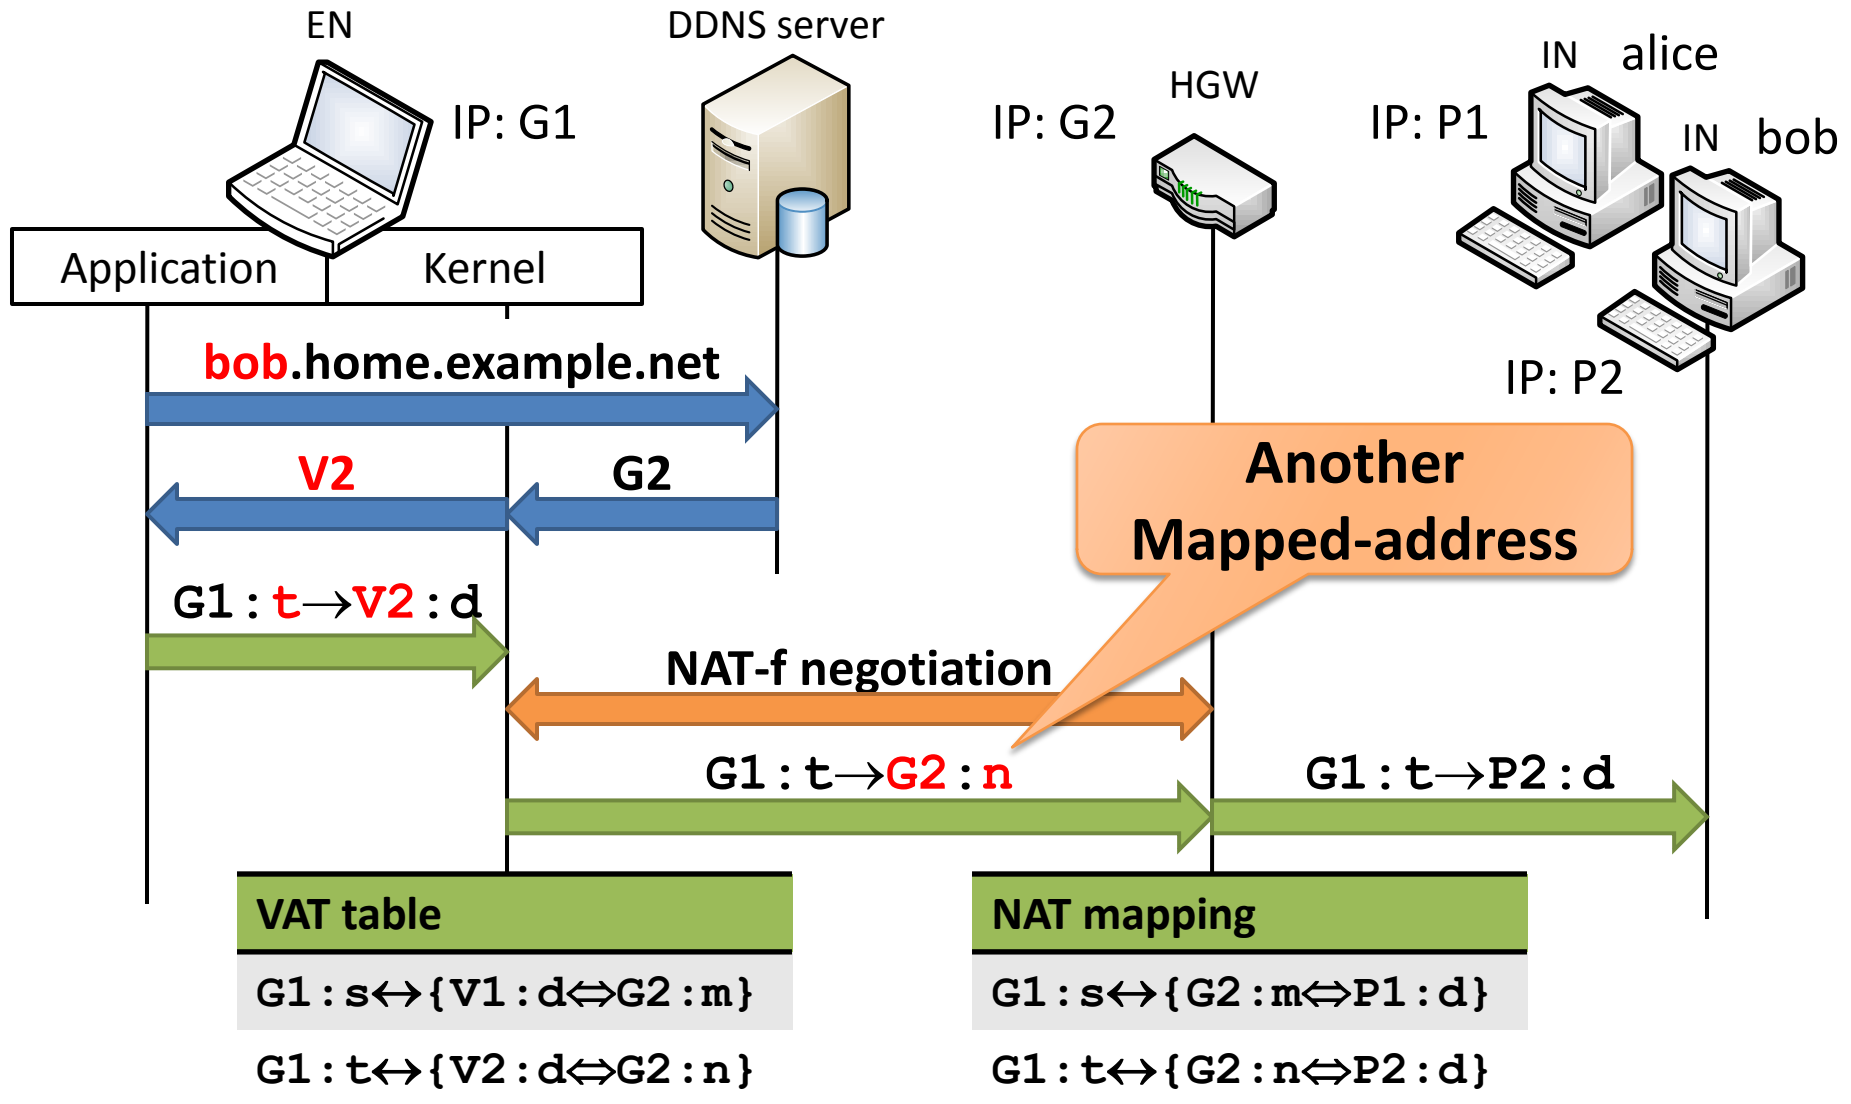 EN
DDNS server
IP: G1
HGW
IP: G2
IN alice
IP: P1
IN bob
IP: P2
Application
Kernel
bob.home.example.net
V2
G2
Another
Mapped-address
G1:t→V2:d
NAT-f negotiation
G1:t→G2:n
G1:t→P2:d
VAT table
G1:s↔{V1:d⇔G2:m}
G1:t↔{V2:d⇔G2:n}
NAT mapping
G1:s↔{G2:m⇔P1:d}
G1:t↔{G2:n⇔P2:d}